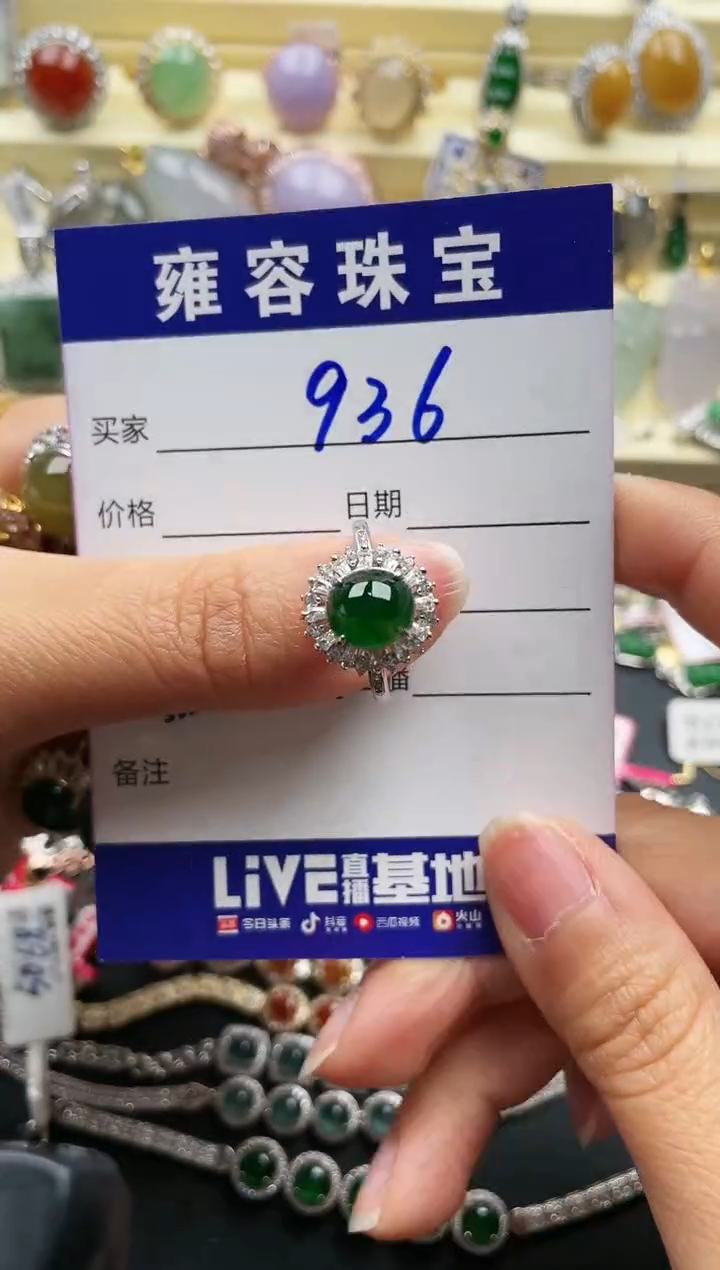 雍容珠宝
买家 936
价格 日期
播
备注
LiVE直播基地
今日头条 抖音 西瓜视频 火山